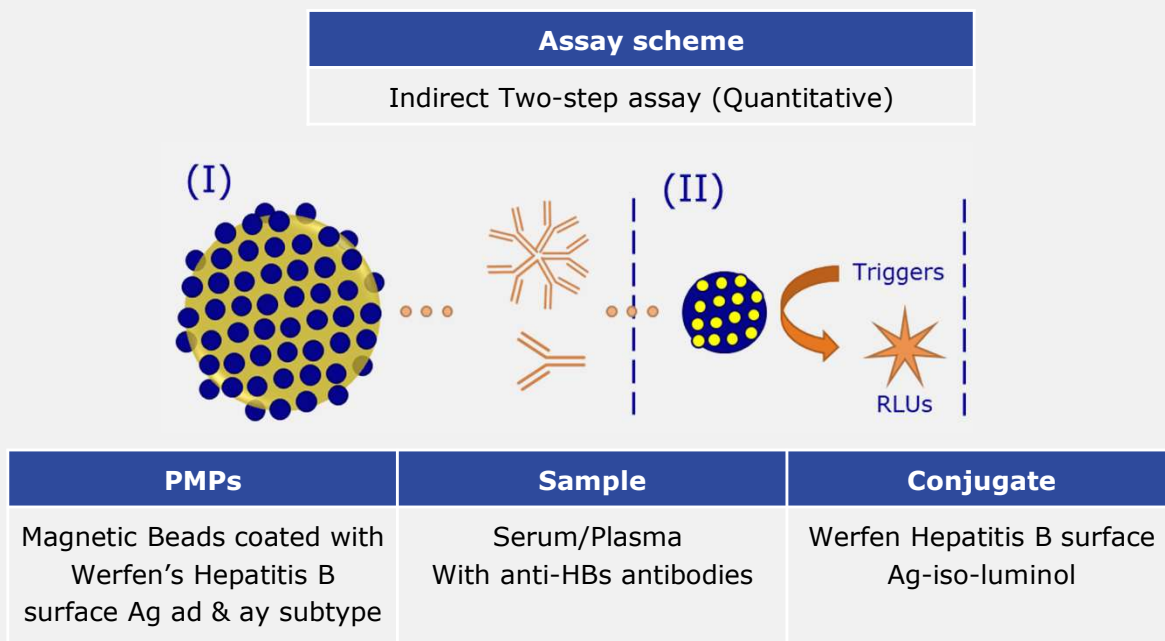 Assay scheme
Indirect Two-step assay (Quantitative)
(I)
(II)
Triggers
RLUs
PMPs
Sample
Conjugate
Magnetic Beads coated with
Werfen's Hepatitis B
surface Ag ad & ay subtype
Serum/Plasma
With anti-HBs antibodies
Werfen Hepatitis B surface
Ag-iso-luminol